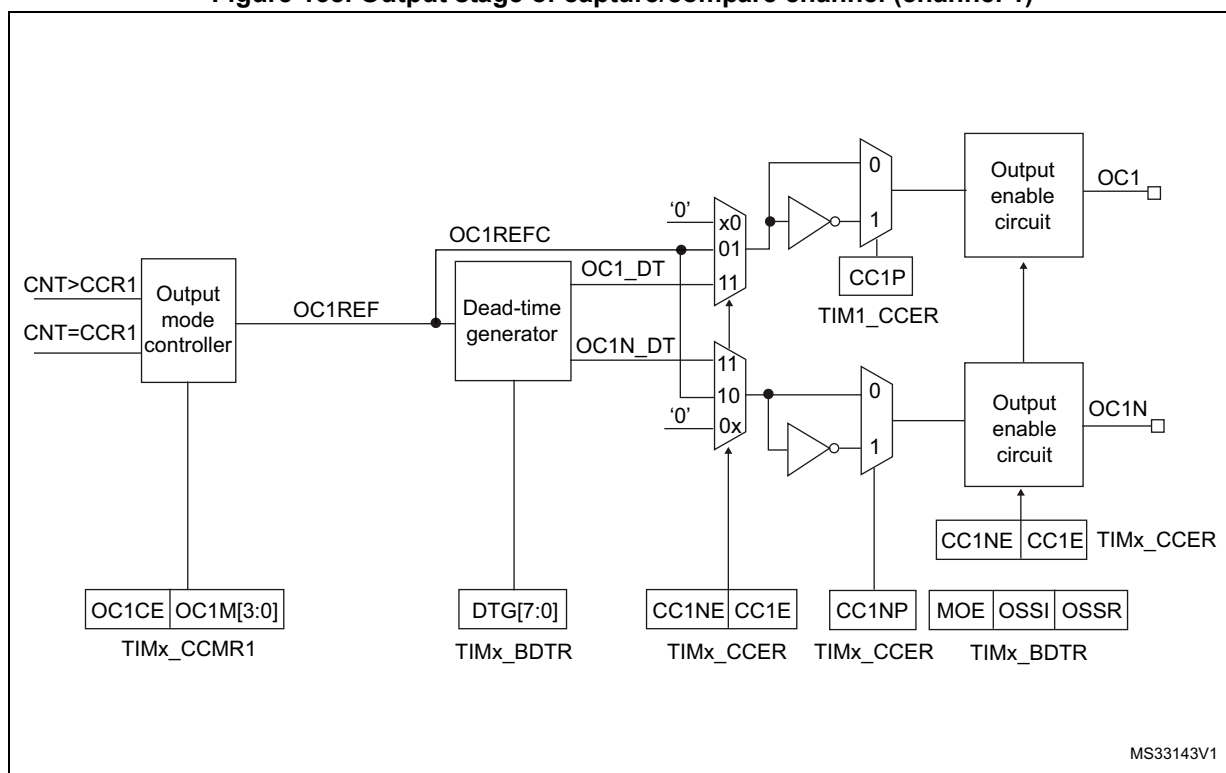 Figure 166. Output stage of capture/compare channel (channel 1)
CNT>CCR1
CNT=CCR1
Output
mode
controller
OC1REF
OC1REFC
Dead-time
generator
OC1_DT
OC1N_DT
‘0’
x0
01
11
11
10
0x
‘0’
0
1
CC1P
TIM1_CCER
0
1
Output
enable
circuit
OC1
Output
enable
circuit
OC1N
CC1NE CC1E TIMx_CCER
OC1CE OC1M[3:0]
TIMx_CCMR1
DTG[7:0]
TIMx_BDTR
CC1NE CC1E
TIMx_CCER
CC1NP
TIMx_CCER
MOE OSSI OSSR
TIMx_BDTR
MS33143V1